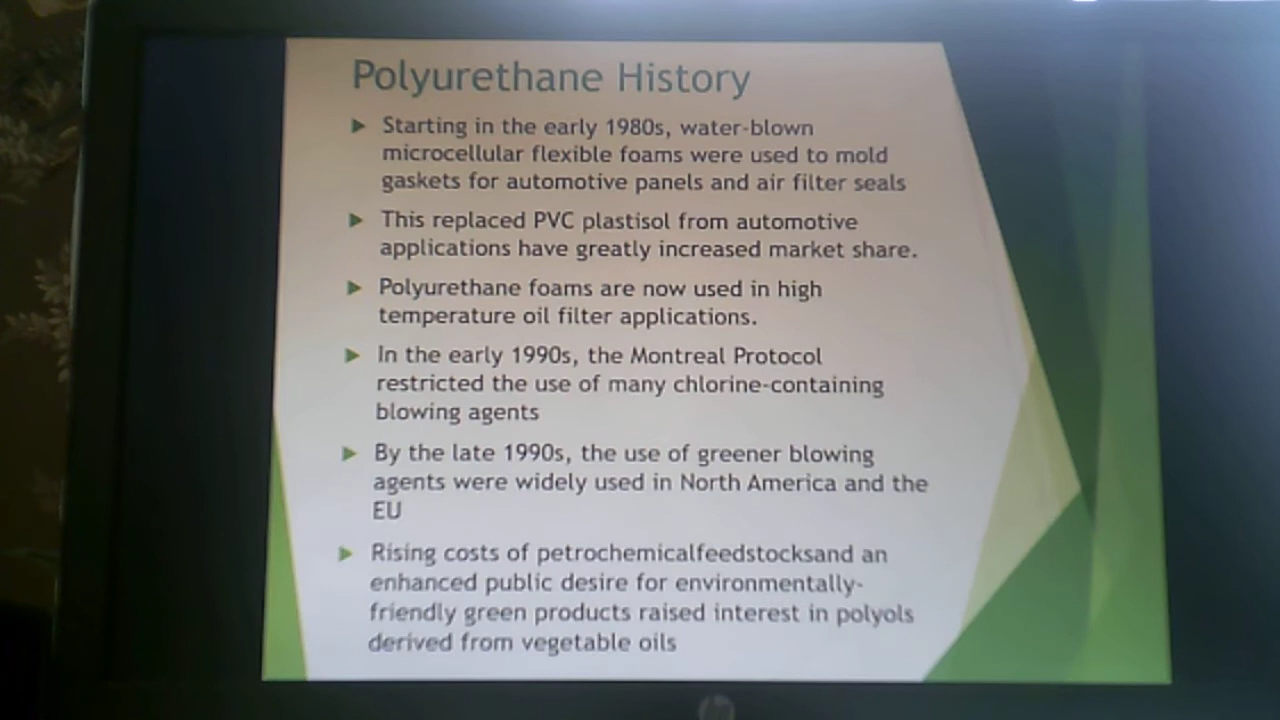 Polyurethane History
Starting in the early 1980s, water-blown
microcellular flexible foams were used to mold
gaskets for automotive panels and air filter seals
This replaced PVC plastisol from automotive
applications have greatly increased market share.
Polyurethane foams are now used in high
temperature oil filter applications.
In the early 1990s, the Montreal Protocol
restricted the use of many chlorine-containing
blowing agents
By the late 1990s, the use of greener blowing
agents were widely used in North America and the
EU
Rising costs of petrochemicalfeedstocksand an
enhanced public desire for environmentally-
friendly green products raised interest in polyols
derived from vegetable oils
hp